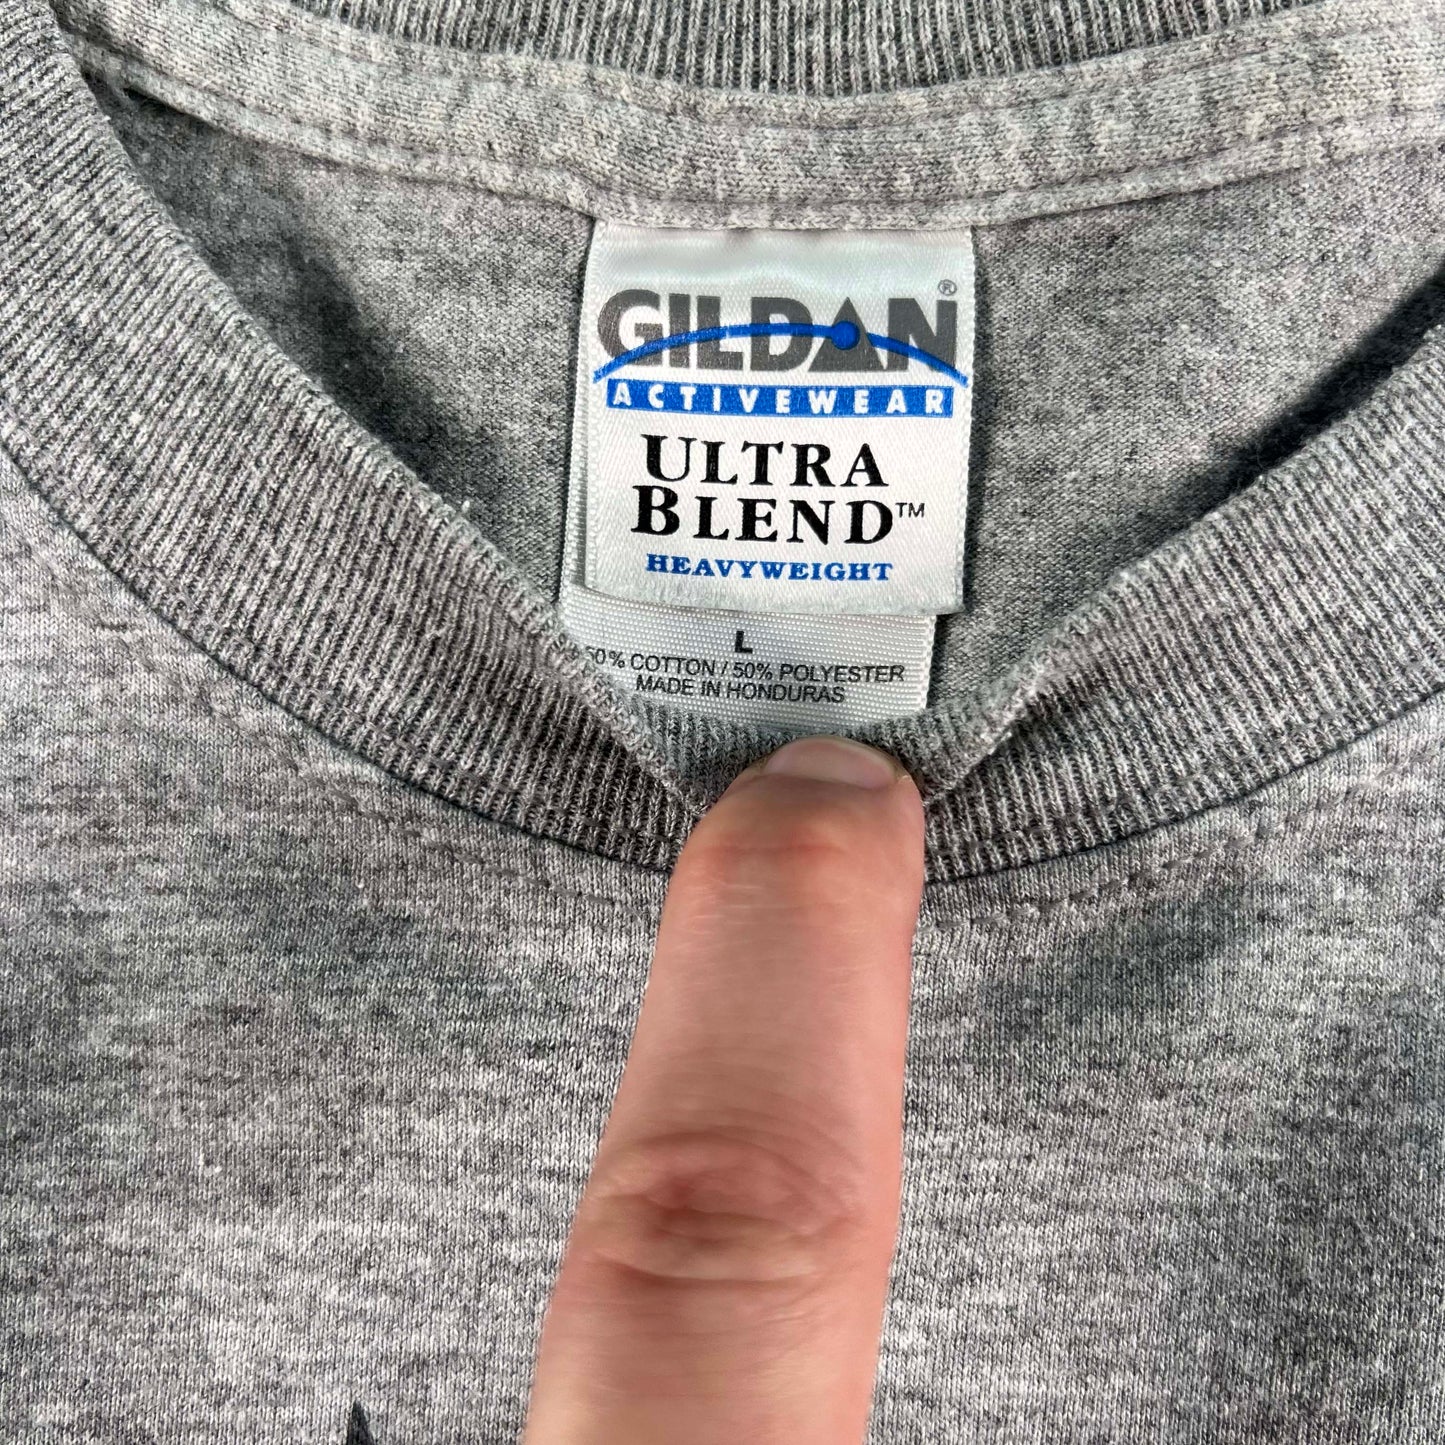 GILDAN®
ACTIVEWEAR
ULTRA
BLEND™
HEAVYWEIGHT
L
50% COTTON / 50% POLYESTER
MADE IN HONDURAS